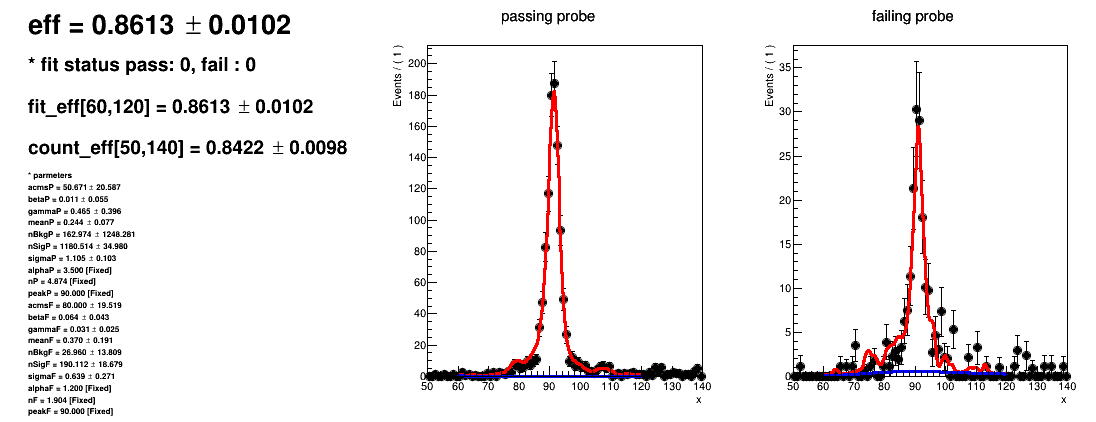 eff = 0.8613 ± 0.0102
* fit status pass: 0, fail : 0
fit_eff[60,120] = 0.8613 ± 0.0102
count_eff[50,140] = 0.8422 ± 0.0098
* parmeters
acmsP = 50.671 ± 20.587
betaP = 0.011 ± 0.055
gammaP = 0.465 ± 0.396
meanP = 0.244 ± 0.077
nBkgP = 162.974 ± 1248.281
nSigP = 1180.514 ± 34.980
sigmaP = 1.105 ± 0.103
alphaP = 3.500 [Fixed]
nP = 4.874 [Fixed]
peakP = 90.000 [Fixed]
acmsF = 80.000 ± 19.519
betaF = 0.064 ± 0.043
gammaF = 0.031 ± 0.025
meanF = 0.370 ± 0.191
nBkgF = 26.960 ± 13.809
nSigF = 190.112 ± 18.679
sigmaF = 0.639 ± 0.271
alphaF = 1.200 [Fixed]
nF = 1.904 [Fixed]
peakF = 90.000 [Fixed]
passing probe
Events / ( 1 )
200
180
160
140
120
100
80
60
40
20
0
50 60 70 80 90 100 110 120 130 140
x
failing probe
Events / ( 1 )
35
30
25
20
15
10
5
0
50 60 70 80 90 100 110 120 130 140
x